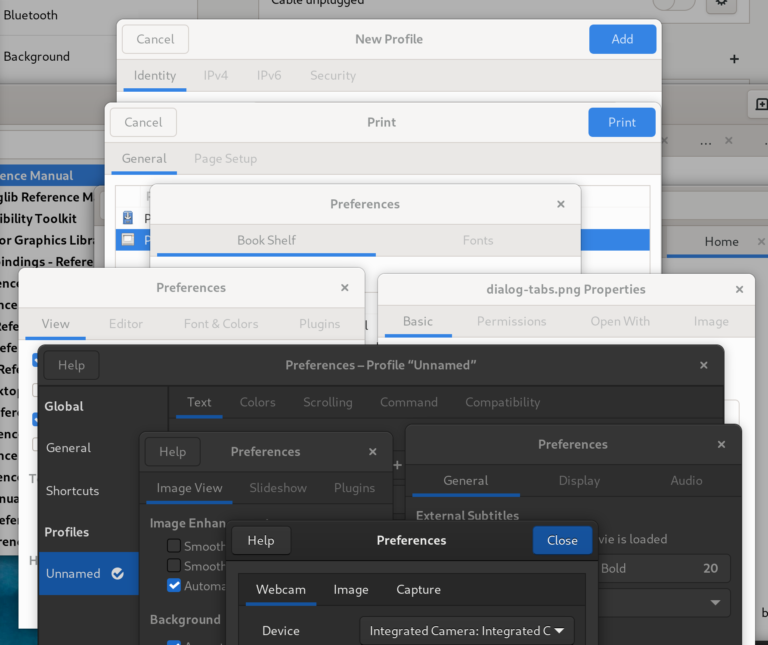 Bluetooth
Cable unplugged
Background
Cancel New Profile Add
Identity IPv4 IPv6 Security
Cancel Print Print
General Page Setup
... ×
ence Manual
glib Reference M
ibility Toolkit
or Graphics Libra
bindings - Refere
Preferences ×
Book Shelf Fonts
Home ×
Preferences ×
View Editor Font & Colors Plugins
dialog-tabs.png Properties ×
Basic Permissions Open With Image
Help Preferences – Profile “Unnamed” ×
Global
General
Shortcuts
Profiles
Unnamed
Text Colors Scrolling Command Compatibility
Help Preferences ×
Image View Slideshow Plugins
Image Enhan
Smooth
Smooth
Automa
Background
Preferences ×
General Display Audio
External Subtitles
vie is loaded
Bold 20
Help Preferences Close
Webcam Image Capture
Device Integrated Camera: Integrated C